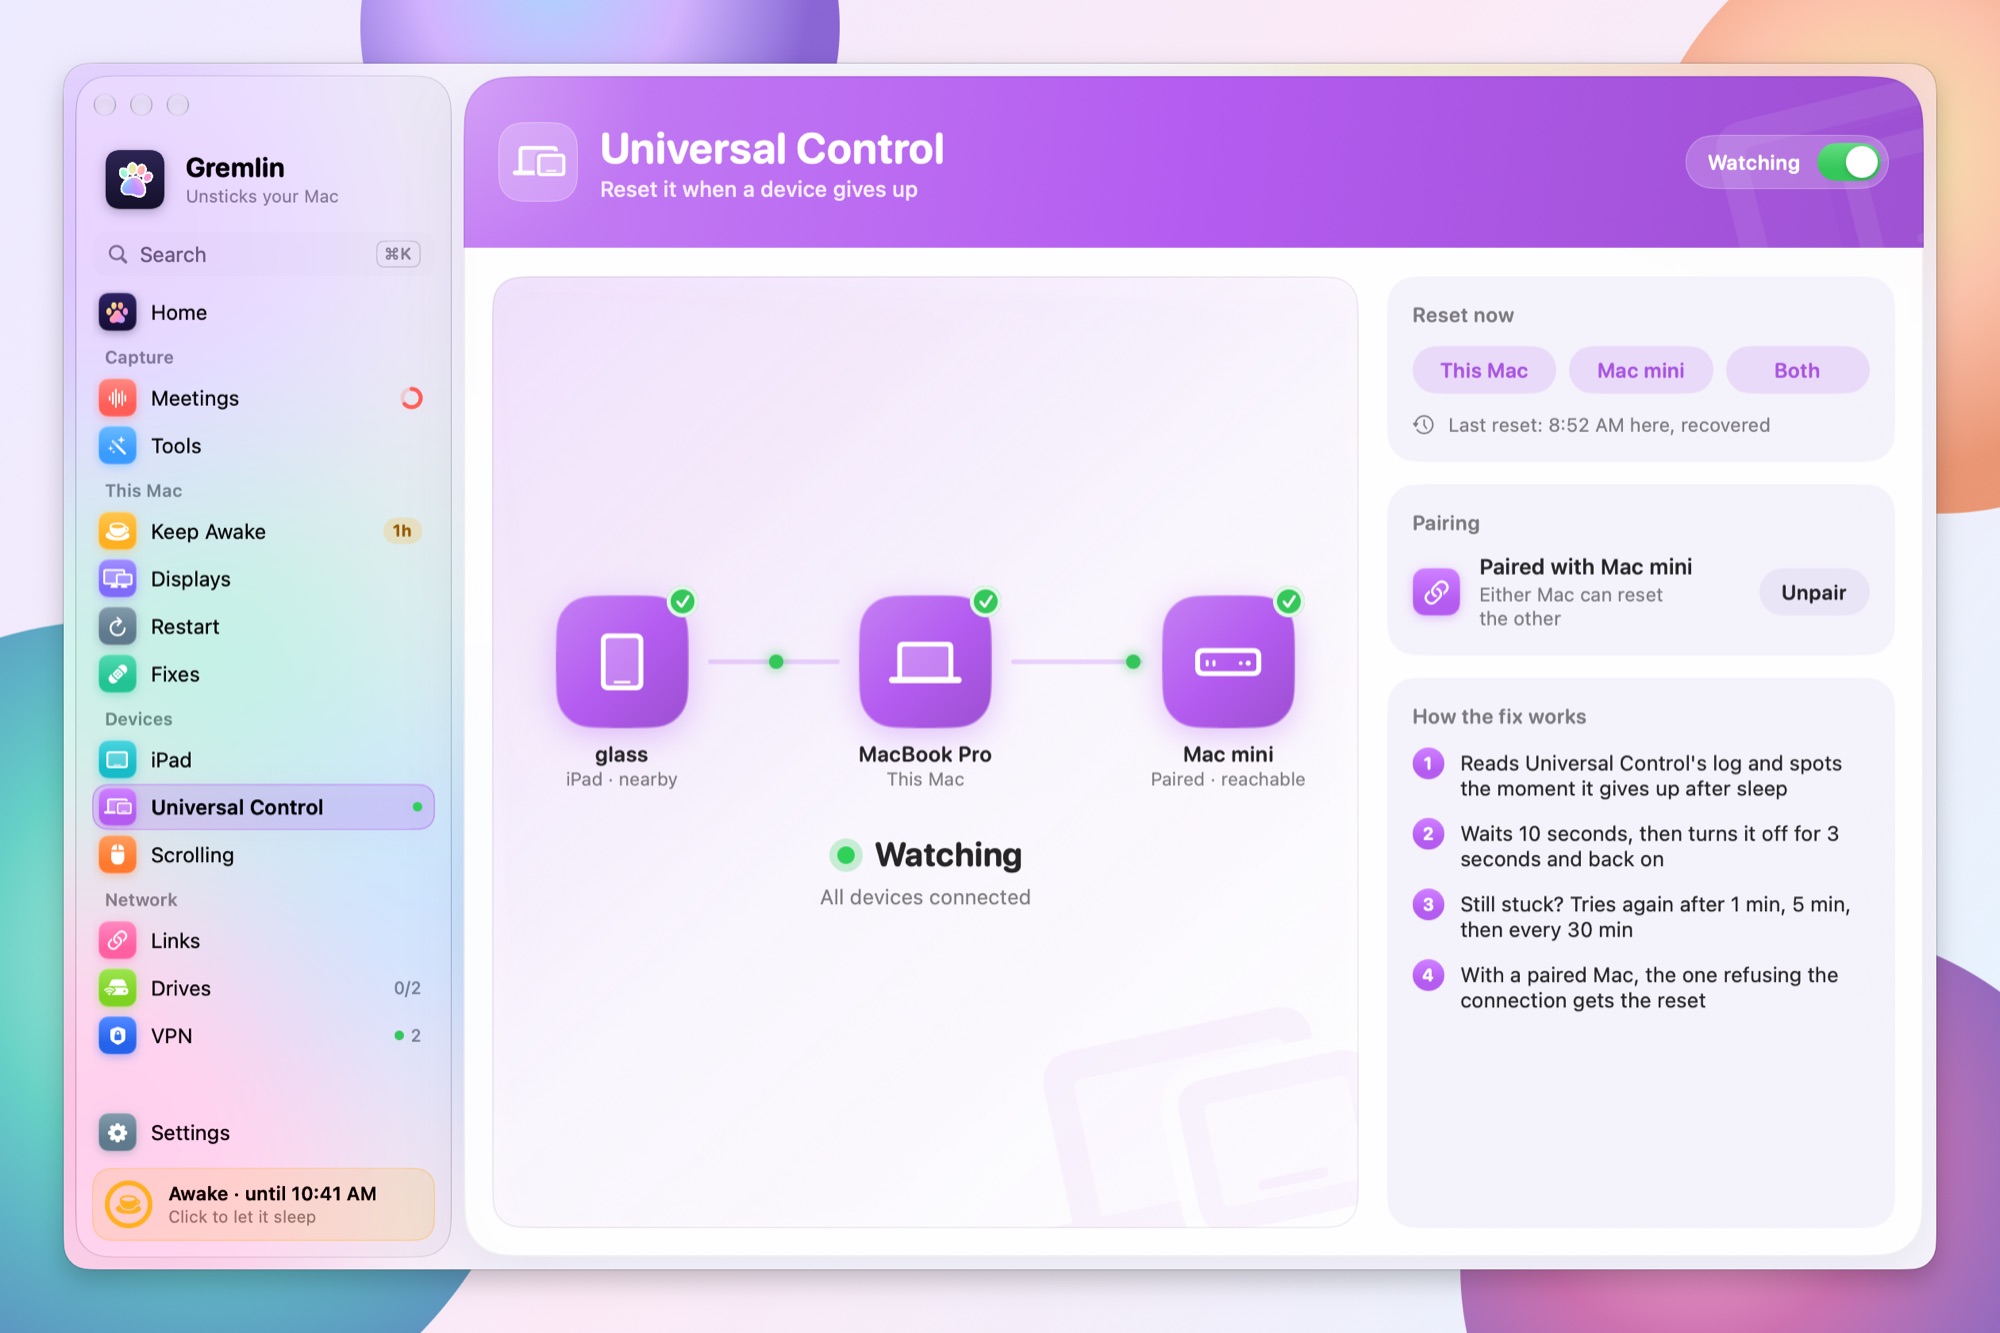 Gremlin
Unsticks your Mac
Search
⌘K
Home
Capture
Meetings
Tools
This Mac
Keep Awake
1h
Displays
Restart
Fixes
Devices
iPad
Universal Control
Scrolling
Network
Links
Drives
0/2
VPN
2
Settings
Awake · until 10:41 AM
Click to let it sleep
Universal Control
Reset it when a device gives up
Watching
glass
iPad · nearby
MacBook Pro
This Mac
Mac mini
Paired · reachable
Watching
All devices connected
Reset now
This Mac
Mac mini
Both
Last reset: 8:52 AM here, recovered
Pairing
Paired with Mac mini
Either Mac can reset
the other
Unpair
How the fix works
1
Reads Universal Control's log and spots
the moment it gives up after sleep
2
Waits 10 seconds, then turns it off for 3
seconds and back on
3
Still stuck? Tries again after 1 min, 5 min,
then every 30 min
4
With a paired Mac, the one refusing the
connection gets the reset